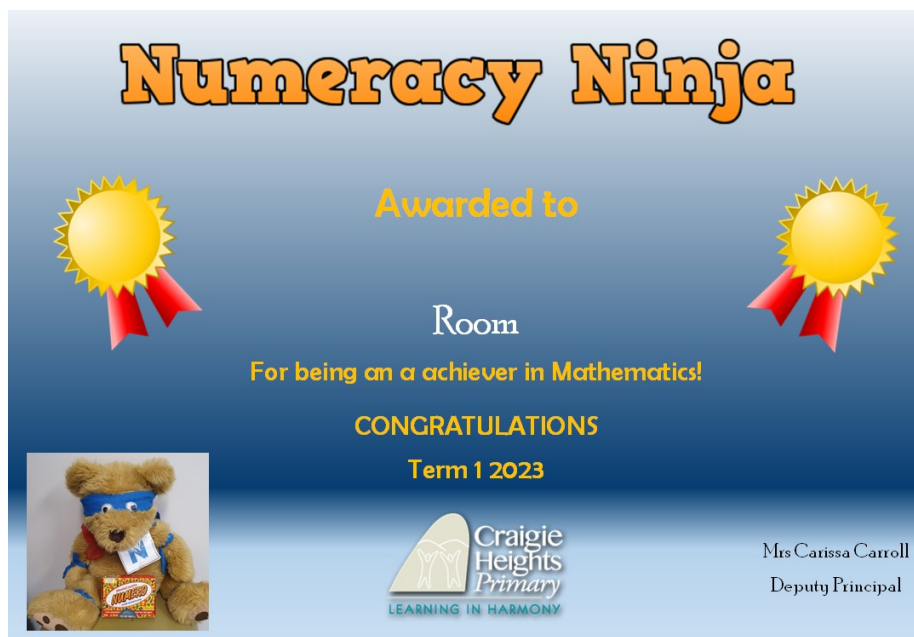 Numeracy Ninja
Awarded to
Room
For being an a achiever in Mathematics!
CONGRATULATIONS
Term 1 2023
N
NUMERO
Craigie
Heights
Primary
LEARNING IN HARMONY
Mrs Carissa Carroll
Deputy Principal